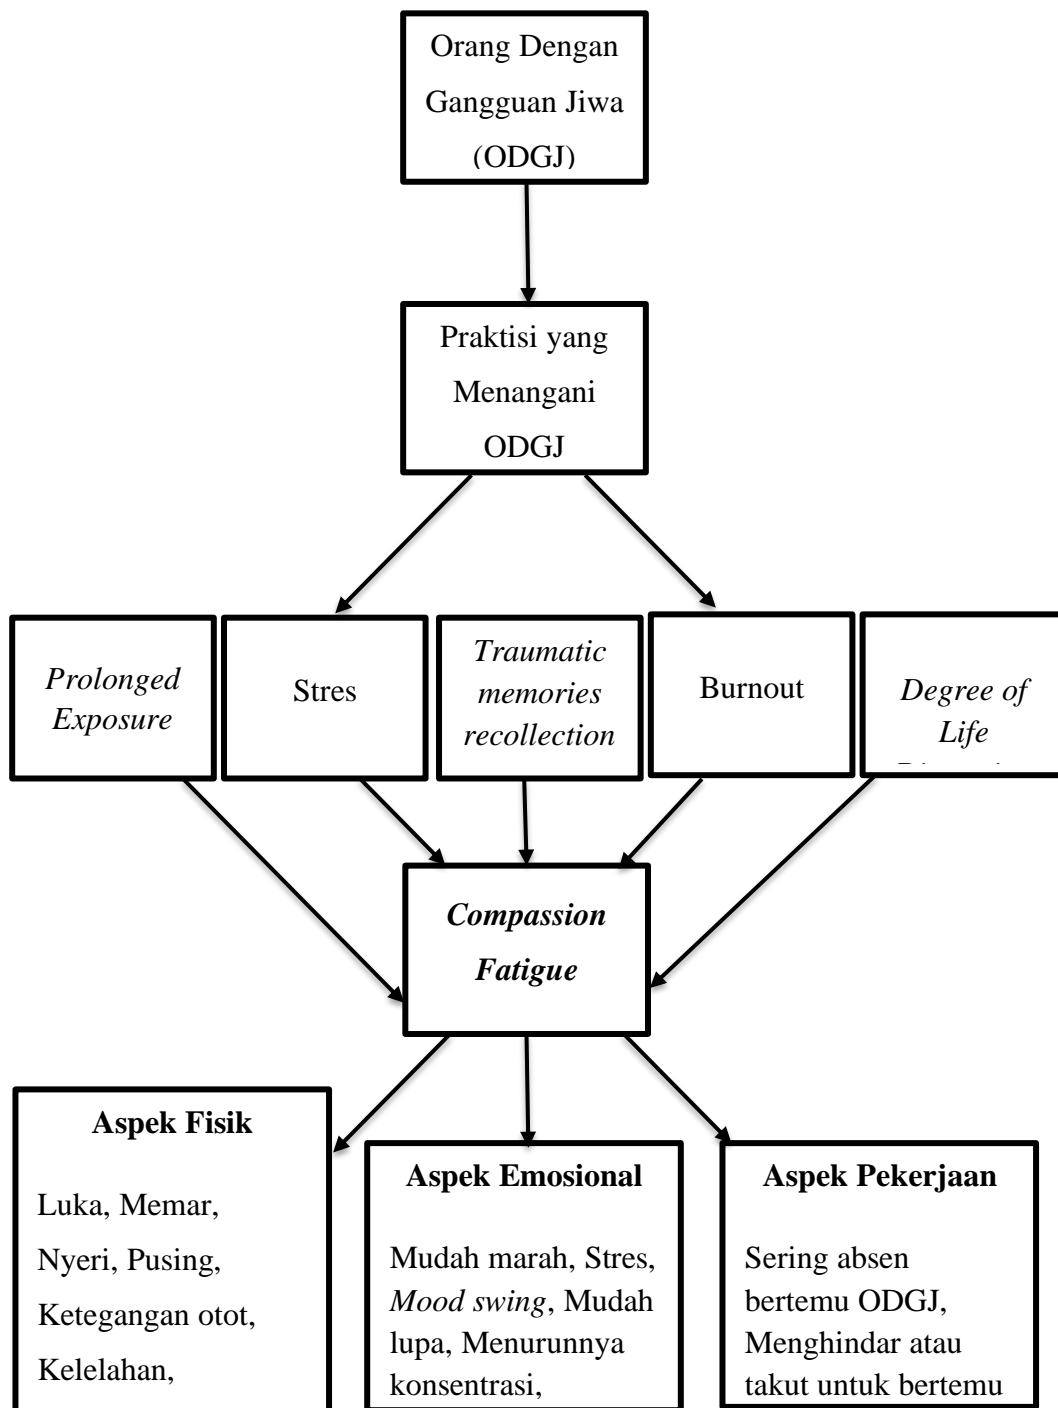 Orang Dengan
Gangguan Jiwa
(ODGJ)
Praktisi yang
Menangani
ODGJ
Prolonged
Exposure
Stres
Traumatic
memories
recollection
Burnout
Degree of
Life
Compassion
Fatigue
Aspek Fisik
Luka, Memar,
Nyeri, Pusing,
Ketegangan otot,
Kelelahan,
Aspek Emosional
Mudah marah, Stres,
Mood swing, Mudah
lupa, Menurunnya
konsentrasi,
Aspek Pekerjaan
Sering absen
bertemu ODGJ,
Menghindar atau
takut untuk bertemu